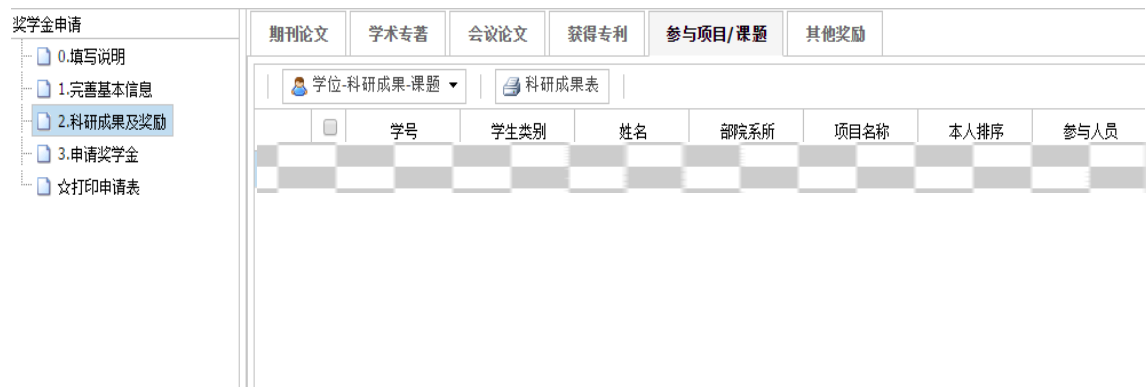 奖学金申请
0.填写说明
1.完善基本信息
2.科研成果及奖励
3.申请奖学金
☆打印申请表
期刊论文 学术专著 会议论文 获得专利 参与项目/课题 其他奖励
学位-科研成果-课题 科研成果表
学号 学生类别 姓名 部院系所 项目名称 本人排序 参与人员